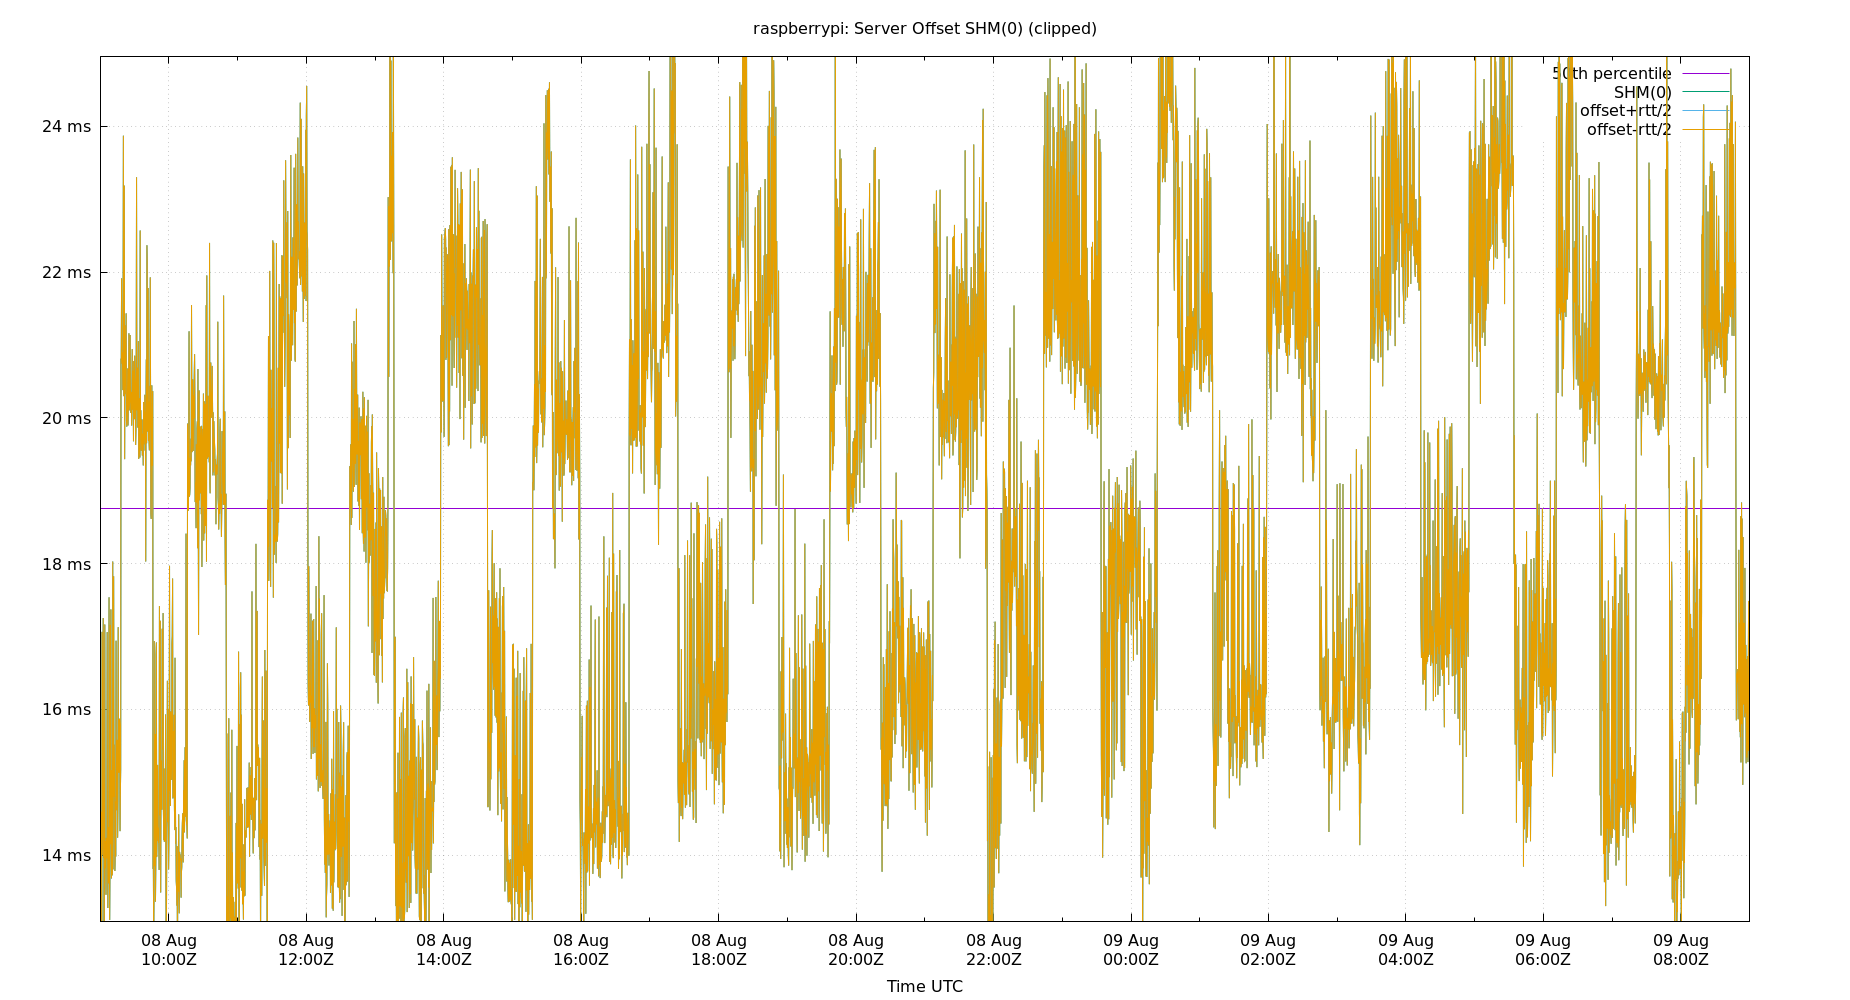 raspberrypi: Server Offset SHM(0) (clipped)
50th percentile
SHM(0)
offset+rtt/2
offset-rtt/2
24 ms
22 ms
20 ms
18 ms
16 ms
14 ms
08 Aug 08 Aug 08 Aug 08 Aug 08 Aug 08 Aug 08 Aug 09 Aug 09 Aug 09 Aug 09 Aug 09 Aug
10:00Z 12:00Z 14:00Z 16:00Z 18:00Z 20:00Z 22:00Z 00:00Z 02:00Z 04:00Z 06:00Z 08:00Z
Time UTC